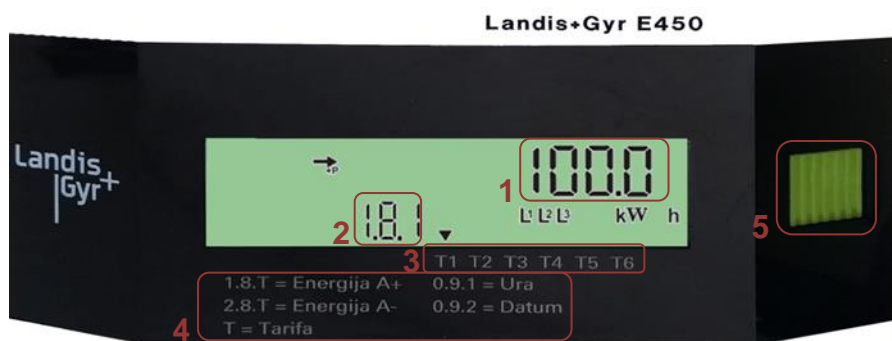 Landis+Gyr E450
Landis
Gyr+
+P
1 100.0
2 1.8.1
L1 L2 L3 kW h
5
3 T1 T2 T3 T4 T5 T6
1.8.T = Energija A+ 0.9.1 = Ura
2.8.T = Energija A- 0.9.2 = Datum
4 T = Tarifa